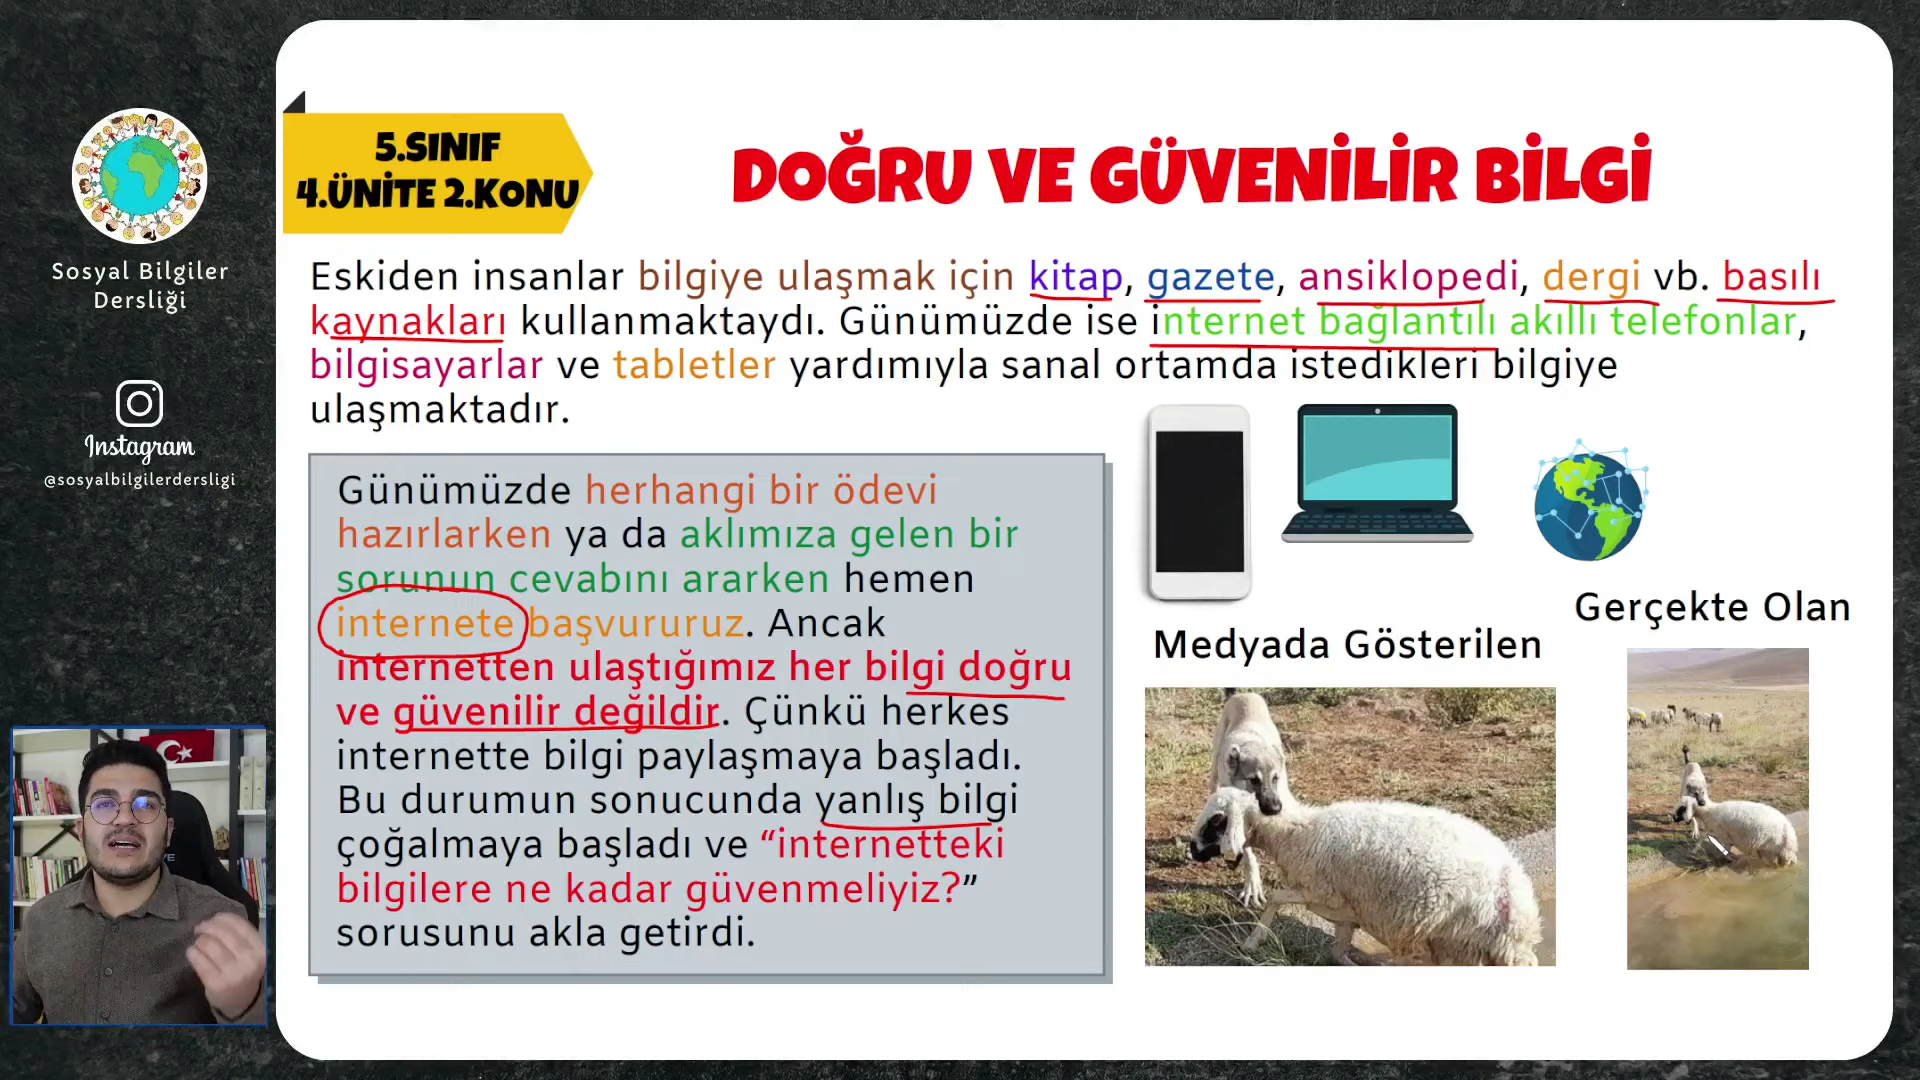 5.SINIF
4.ÜNİTE 2.KONU
DOĞRU VE GÜVENİLİR BİLGİ
Sosyal Bilgiler
Dersliği
Instagram
@sosyalbilgilerdersligi
Eskiden insanlar bilgiye ulaşmak için kitap, gazete, ansiklopedi, dergi vb. basılı
kaynakları kullanmaktaydı. Günümüzde ise internet bağlantılı akıllı telefonlar,
bilgisayarlar ve tabletler yardımıyla sanal ortamda istedikleri bilgiye
ulaşmaktadır.
Günümüzde herhangi bir ödevi
hazırlarken ya da aklımıza gelen bir
sorunun cevabını ararken hemen
internete başvururuz. Ancak
internetten ulaştığımız her bilgi doğru
ve güvenilir değildir. Çünkü herkes
internette bilgi paylaşmaya başladı.
Bu durumun sonucunda yanlış bilgi
çoğalmaya başladı ve “internetteki
bilgilere ne kadar güvenmeliyiz?”
sorusunu akla getirdi.
Medyada Gösterilen
Gerçekte Olan